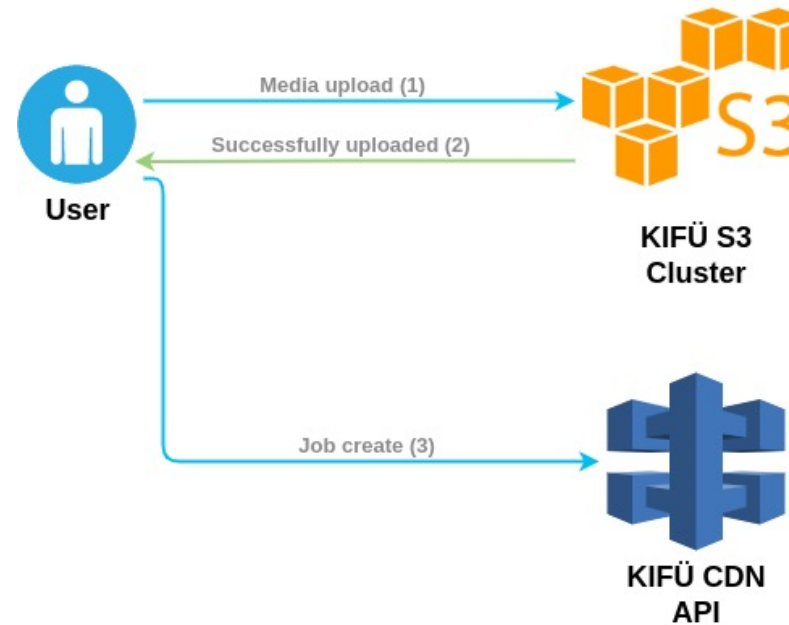 Media upload (1)
S3
Successfully uploaded (2)
User
KIFÜ S3
Cluster
Job create (3)
KIFÜ CDN
API